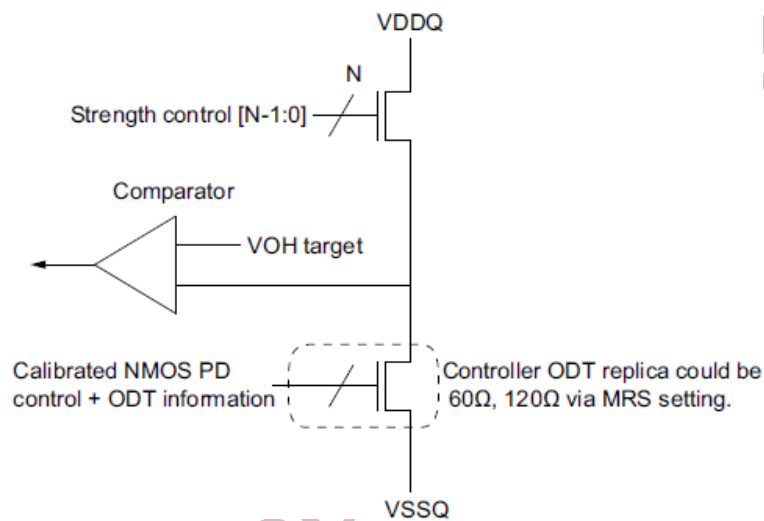 VDDQ
N
Strength control [N-1:0]
Comparator
VOH target
Calibrated NMOS PD
control + ODT information
Controller ODT replica could be
60Ω, 120Ω via MRS setting.
VSSQ